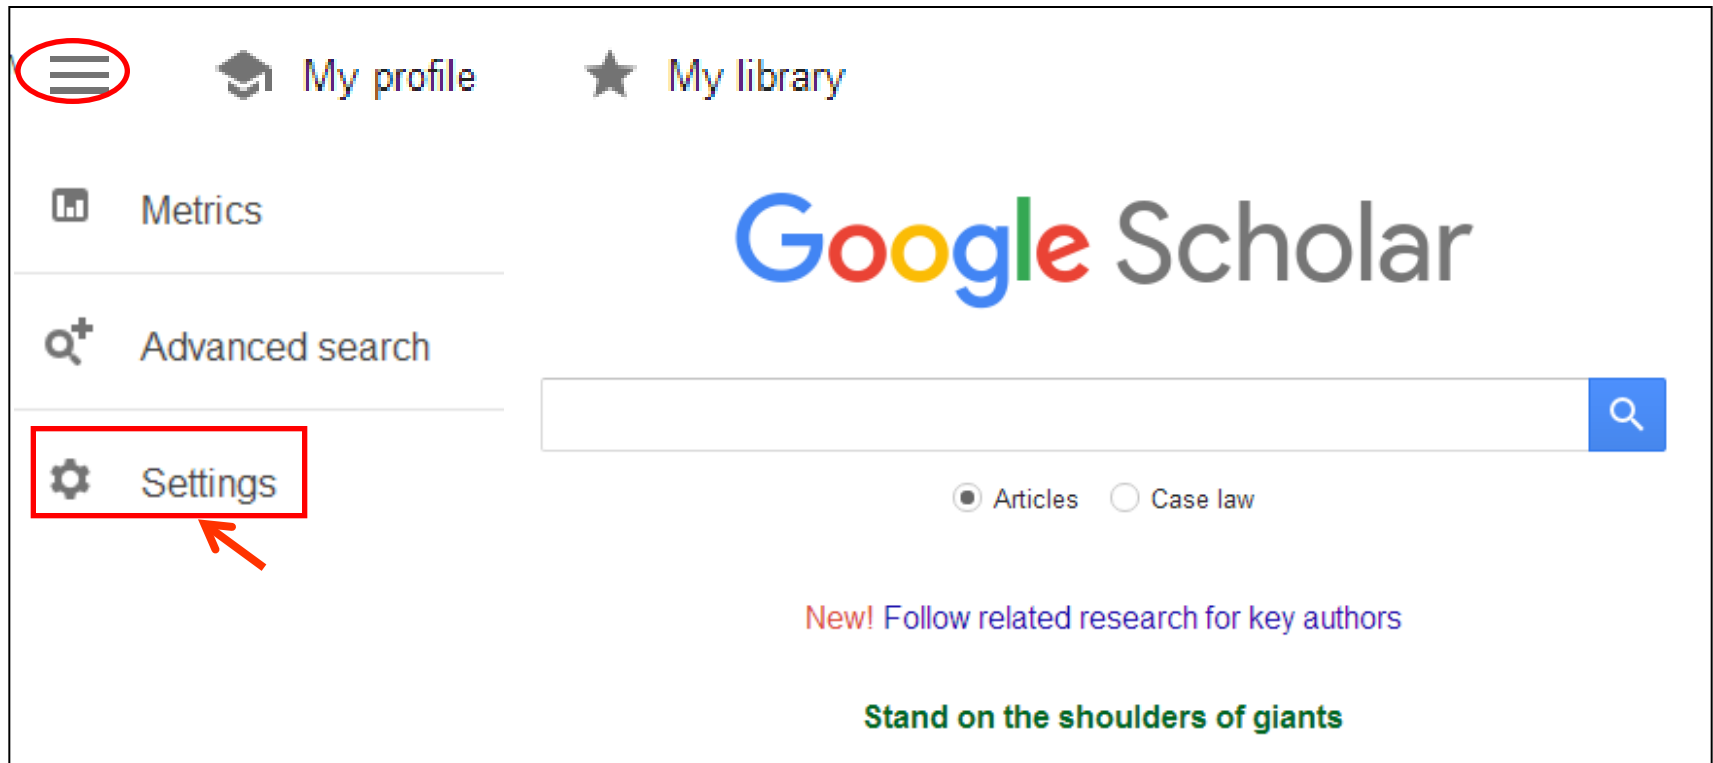 My profile
My library
Metrics
Google Scholar
Advanced search
Settings
Articles
Case law
New! Follow related research for key authors
Stand on the shoulders of giants